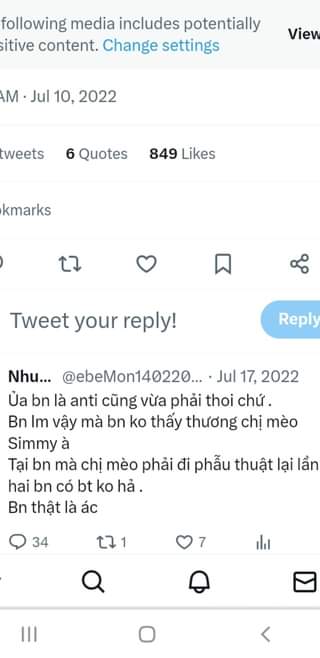 following media includes potentially
sitive content. Change settings
View
AM · Jul 10, 2022
tweets 6 Quotes 849 Likes
okmarks
Tweet your reply!
Reply
Nhu... @ebeMon140220... · Jul 17, 2022
Ủa bn là anti cũng vừa phải thoi chứ .
Bn lm vậy mà bn ko thấy thương chị mèo
Simmy à
Tại bn mà chị mèo phải đi phẫu thuật lại lần
hai bn có bt ko hả .
Bn thật là ác
34 1 7